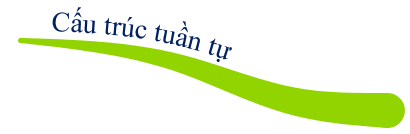 Cấu trúc tuần tự